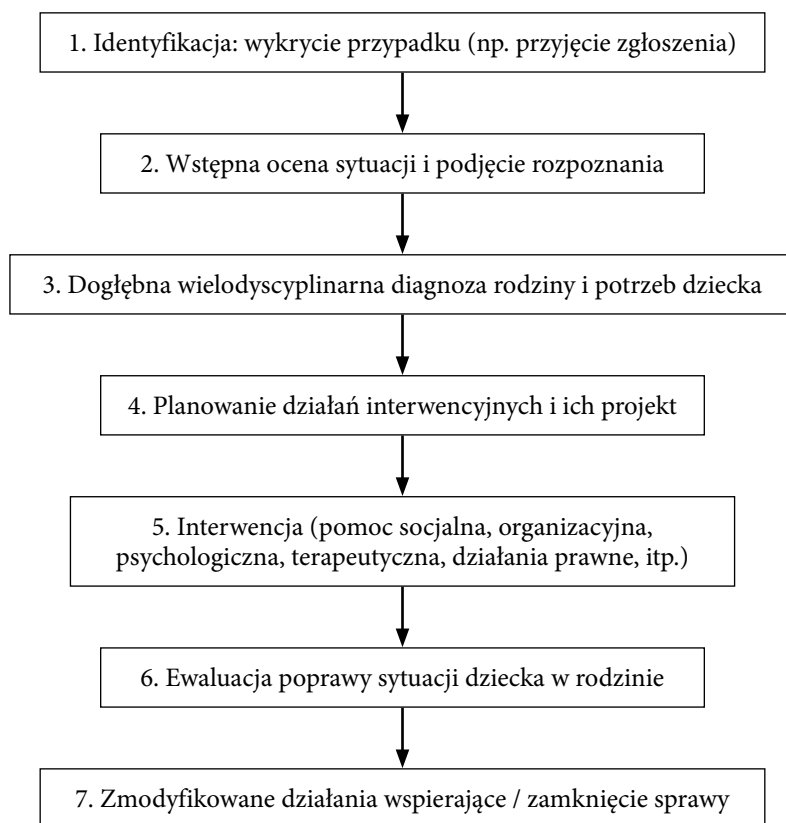 1. Identyfikacja: wykrycie przypadku (np. przyjęcie zgłoszenia)
2. Wstępna ocena sytuacji i podjęcie rozpoznania
3. Dogłębna wielodyscyplinarna diagnoza rodziny i potrzeb dziecka
4. Planowanie działań interwencyjnych i ich projekt
5. Interwencja (pomoc socjalna, organizacyjna,
psychologiczna, terapeutyczna, działania prawne, itp.)
6. Ewaluacja poprawy sytuacji dziecka w rodzinie
7. Zmodyfikowane działania wspierające / zamknięcie sprawy